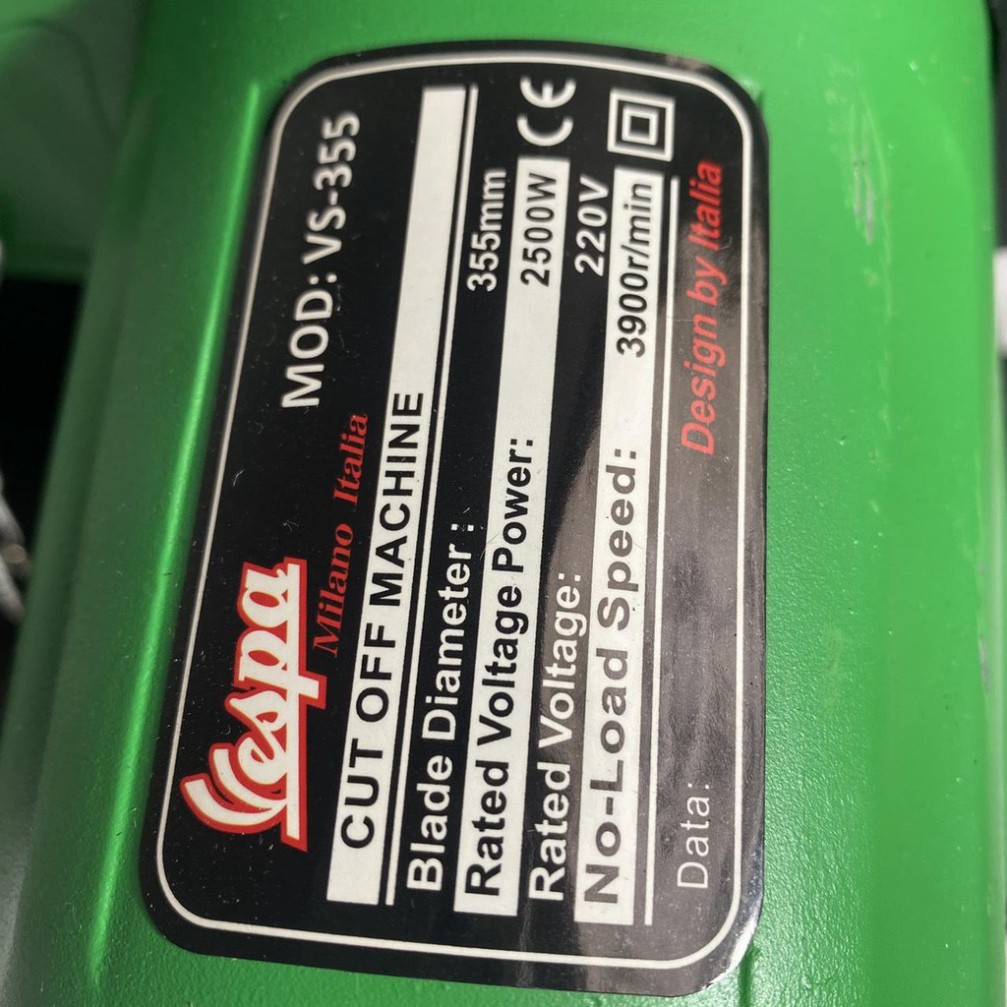 Vespa
Milano Italia
MOD: VS-355
CUT OFF MACHINE
Blade Diameter: 355mm
Rated Voltage Power: 2500W
Rated Voltage: 220V
No-Load Speed: 3900r/min
CE
Data:
Design by Italia